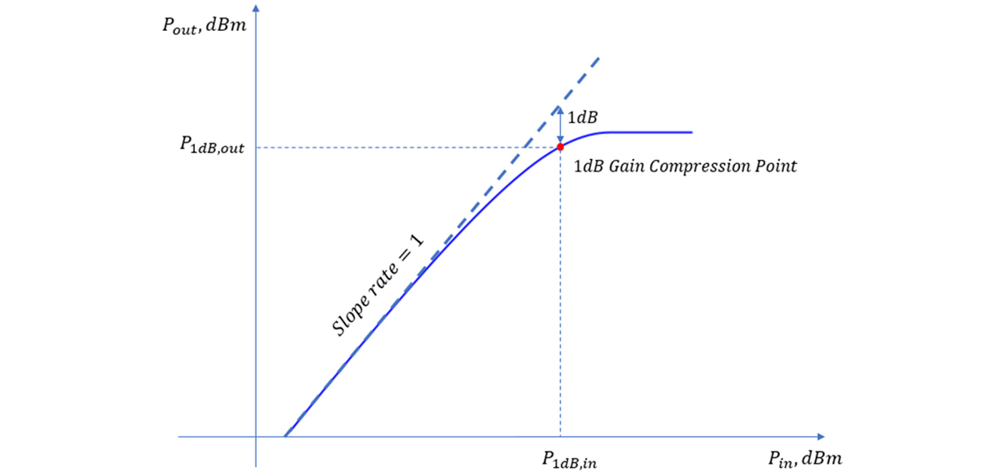 P_out, dBm
1dB
P_1dB,out
1dB Gain Compression Point
Slope rate = 1
P_1dB,in
P_in, dBm